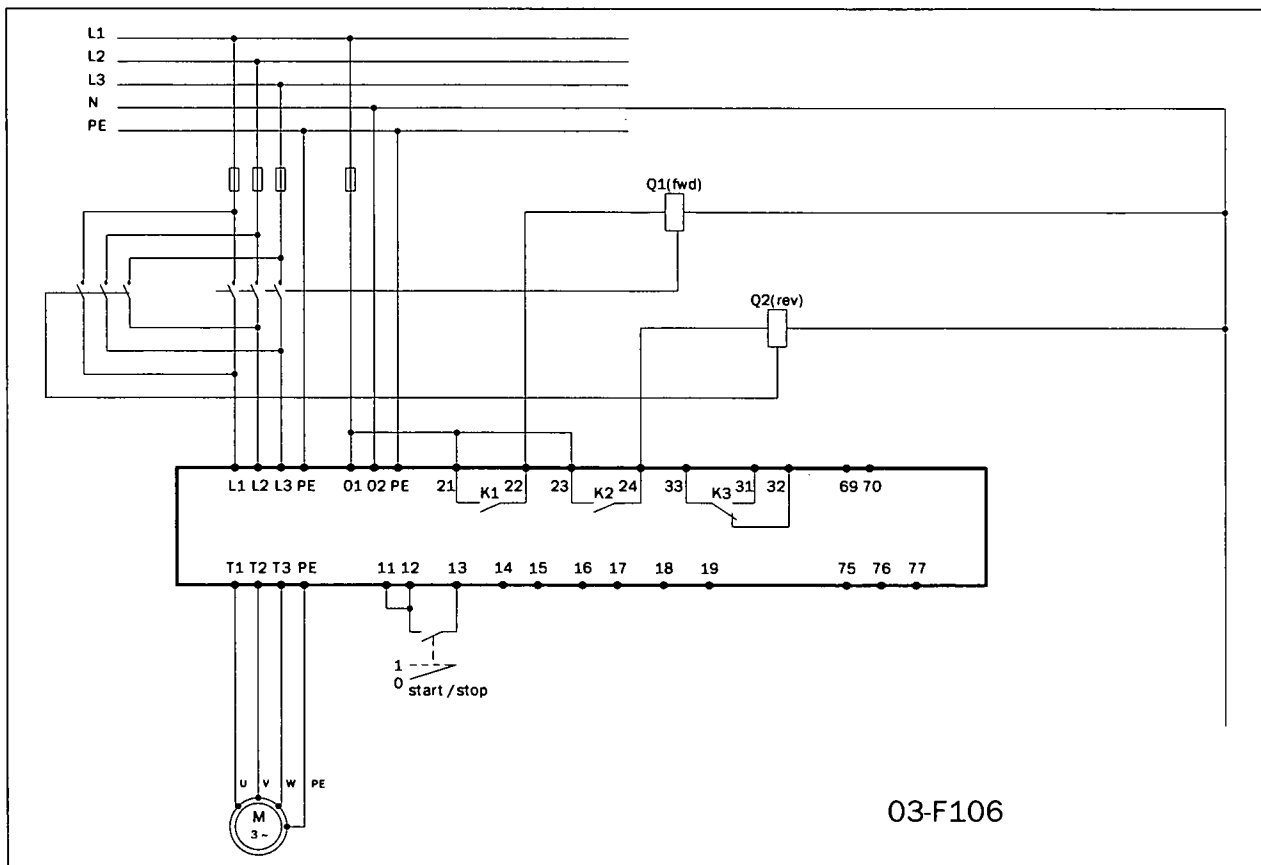 L1
L2
L3
N
PE
Q1(fwd)
Q2(rev)
L1 L2 L3 PE 01 02 PE 21 K1 22 23 K2 24 33 K3 31 32 69 70
T1 T2 T3 PE 11 12 13 14 15 16 17 18 19 75 76 77
1
0 start/stop
U V W PE
M
3~
03-F106